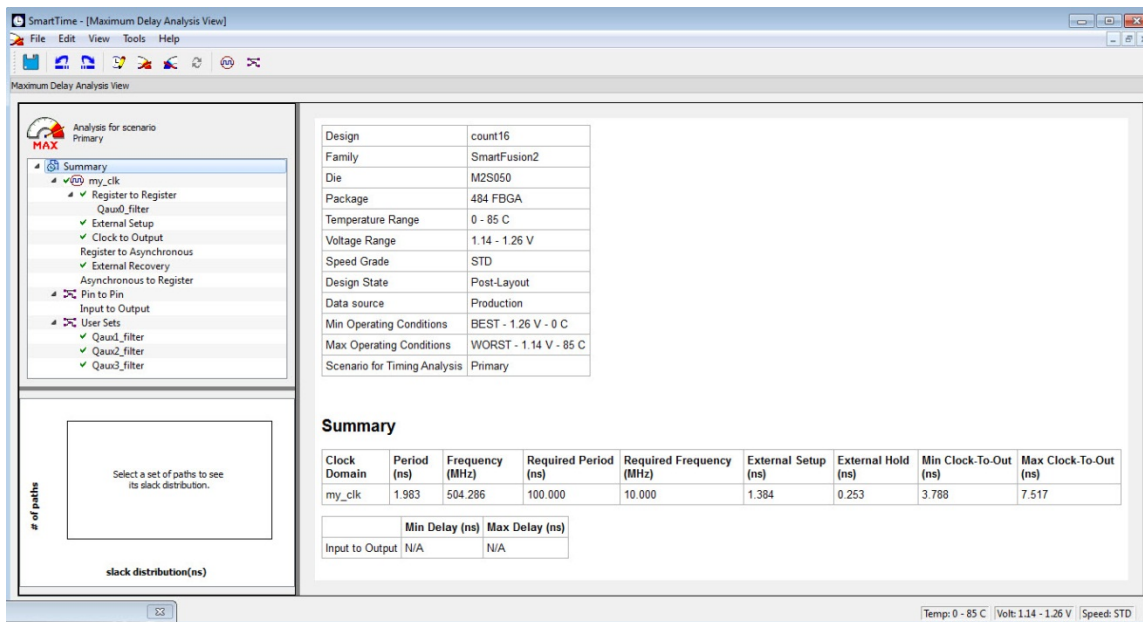 SmartTime - [Maximum Delay Analysis View]
File Edit View Tools Help
Maximum Delay Analysis View
MAX
Analysis for scenario
Primary
Summary
my_clk
Register to Register
Qaux0_filter
External Setup
Clock to Output
Register to Asynchronous
External Recovery
Asynchronous to Register
Pin to Pin
Input to Output
User Sets
Qaux1_filter
Qaux2_filter
Qaux3_filter
# of paths
Select a set of paths to see
its slack distribution.
slack distribution(ns)
Design count16
Family SmartFusion2
Die M2S050
Package 484 FBGA
Temperature Range 0 - 85 C
Voltage Range 1.14 - 1.26 V
Speed Grade STD
Design State Post-Layout
Data source Production
Min Operating Conditions BEST - 1.26 V - 0 C
Max Operating Conditions WORST - 1.14 V - 85 C
Scenario for Timing Analysis Primary
Summary
Clock Domain Period (ns) Frequency (MHz) Required Period (ns) Required Frequency (MHz) External Setup (ns) External Hold (ns) Min Clock-To-Out (ns) Max Clock-To-Out (ns)
my_clk 1.983 504.286 100.000 10.000 1.384 0.253 3.788 7.517
Min Delay (ns) Max Delay (ns)
Input to Output N/A N/A
Temp: 0 - 85 C Volt: 1.14 - 1.26 V Speed: STD